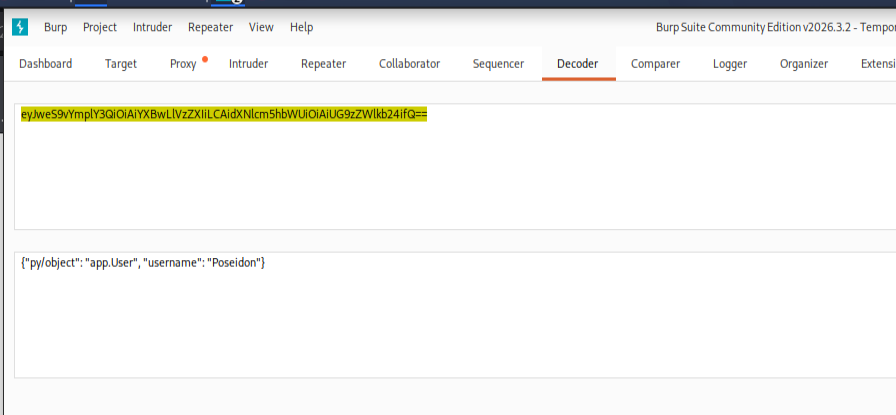 Burp Project Intruder Repeater View Help Burp Suite Community Edition v2026.3.2 - Tempor
Dashboard Target Proxy Intruder Repeater Collaborator Sequencer Decoder Comparer Logger Organizer Extensi
eyJweS9vYmplY3QiOiAiYXBwLlVzZXIiLCAidXNlcm5hbWUiOiAiUG9zZWlkb24ifQ==
{"py/object": "app.User", "username": "Poseidon"}